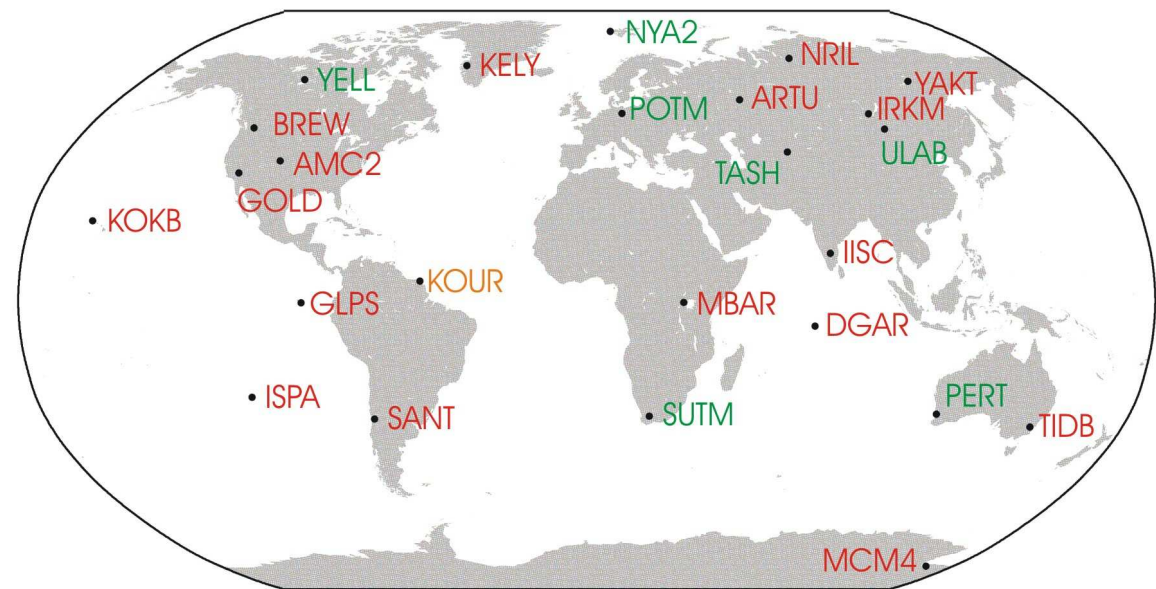 NYA2
NRIL
KELY
YELL
YAKT
ARTU
POTM
IRKM
BREW
ULAB
AMC2
TASH
GOLD
KOKB
IISC
KOUR
GLPS
MBAR
DGAR
ISPA
PERT
SANT
SUTM
TIDB
MCM4